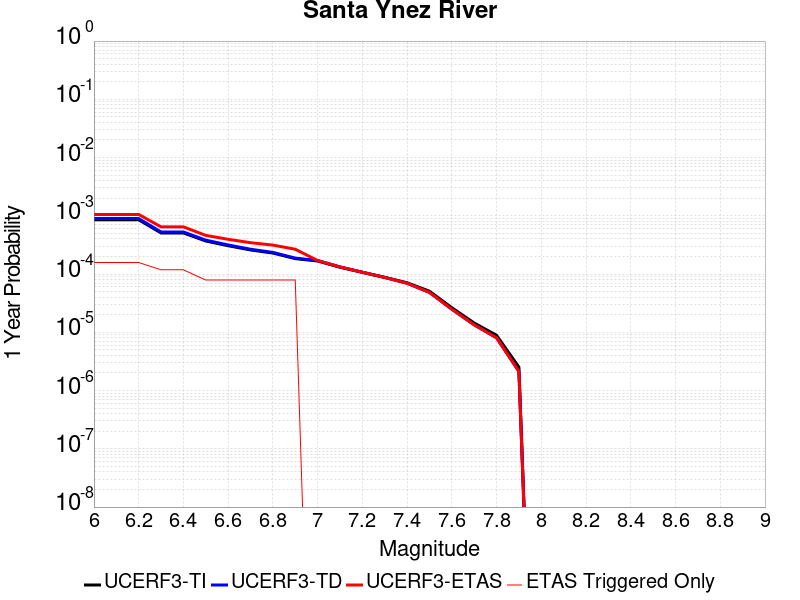 Santa Ynez River
10^0
10^-1
10^-2
10^-3
10^-4
10^-5
10^-6
10^-7
10^-8
1 Year Probability
6 6.2 6.4 6.6 6.8 7 7.2 7.4 7.6 7.8 8 8.2 8.4 8.6 8.8 9
Magnitude
UCERF3-TI UCERF3-TD UCERF3-ETAS ETAS Triggered Only